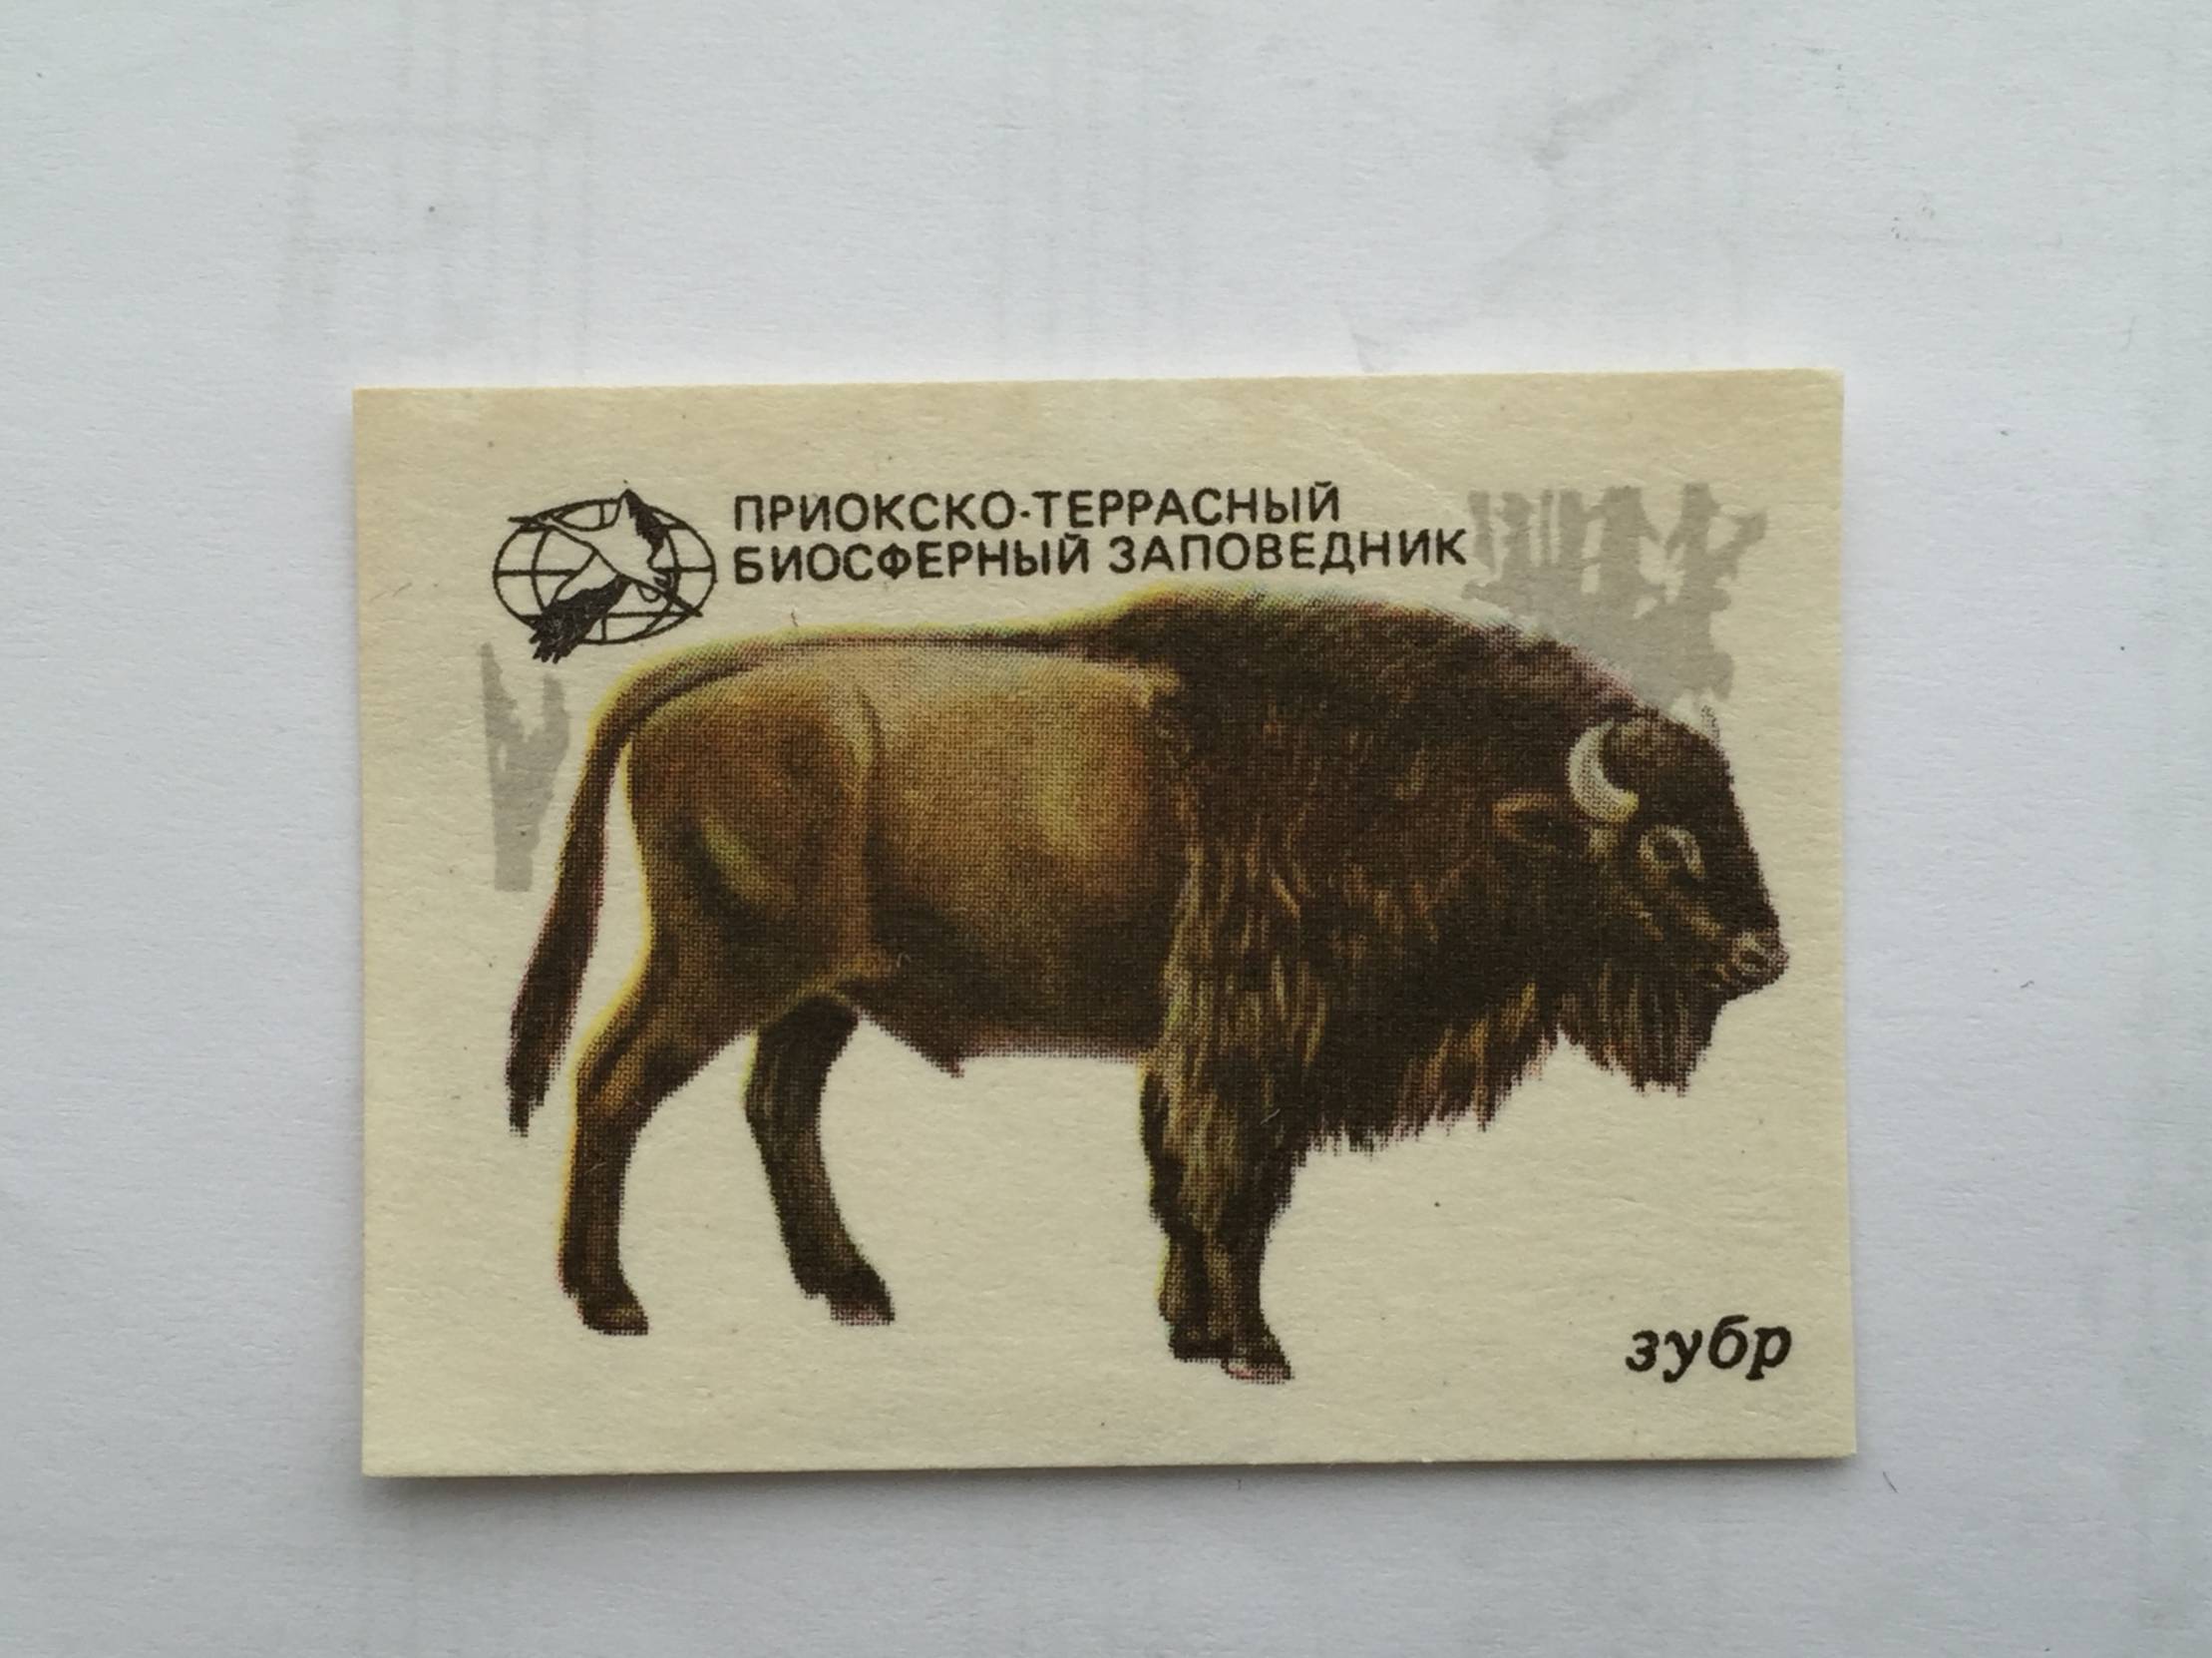 ПРИОКСКО-ТЕРРАСНЫЙ
БИОСФЕРНЫЙ ЗАПОВЕДНИК
зубр